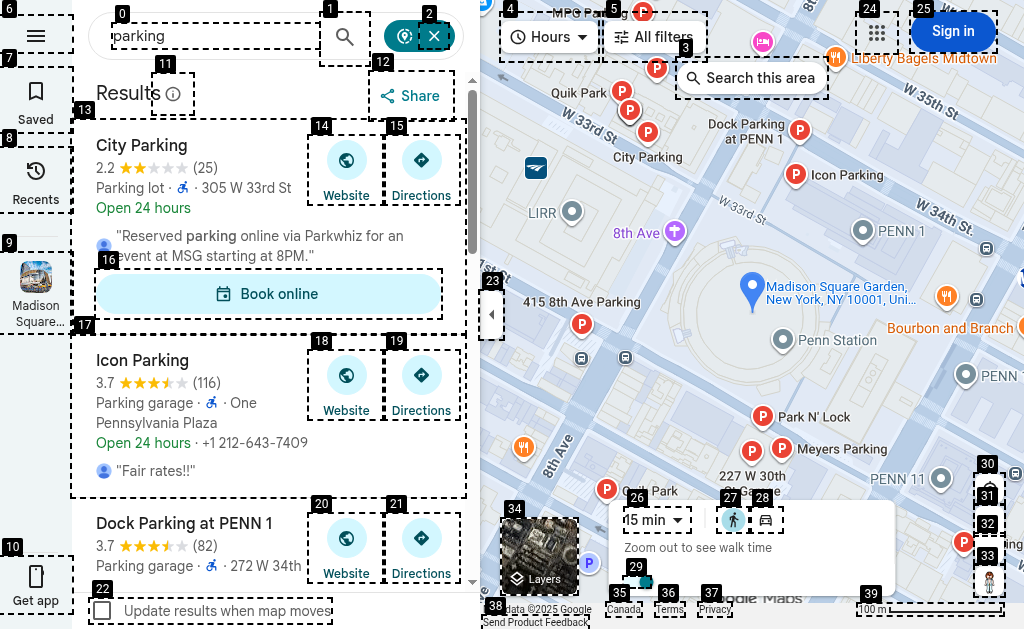 parking
Hours
All filters
Sign in
Search this area
Results
Share
Saved
Recents
Madison
Square...
Get app
City Parking
2.2 (25)
Parking lot · 305 W 33rd St
Open 24 hours
"Reserved parking online via Parkwhiz for an
event at MSG starting at 8PM."
Website
Directions
Book online
Icon Parking
3.7 (116)
Parking garage · One
Pennsylvania Plaza
Open 24 hours · +1 212-643-7409
"Fair rates!!"
Website
Directions
Dock Parking at PENN 1
3.7 (82)
Parking garage · 272 W 34th
Website
Directions
Update results when map moves
Liberty Bagels Midtown
Quik Park
W 33rd St
City Parking
Dock Parking
at PENN 1
Icon Parking
W 35th St
W 34th St
W 33rd St
LIRR
8th Ave
PENN 1
Madison Square Garden,
New York, NY 10001, Uni...
415 8th Ave Parking
Bourbon and Branch
Penn Station
Park N' Lock
Meyers Parking
227 W 30th
8th Ave
PENN 11
Quik Park
15 min
Zoom out to see walk time
Layers
Google Maps
data ©2025 Google
Canada
Terms
Privacy
Send Product Feedback
100 m
0
1
2
3
4
5
6
7
8
9
10
11
12
13
14
15
16
17
18
19
20
21
22
23
24
25
26
27
28
29
30
31
32
33
34
35
36
37
38
39